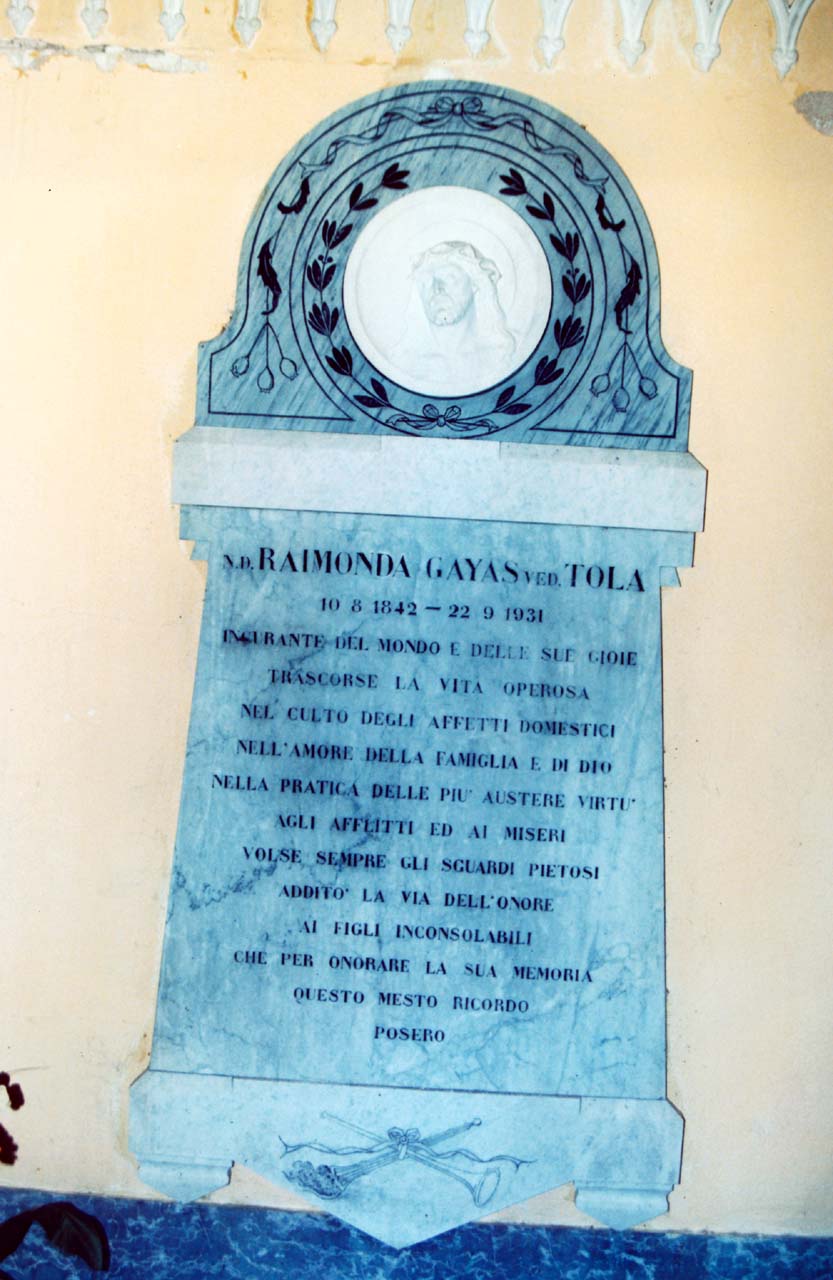 N.D. RAIMONDA GAYAS VED. TOLA
10 8 1842 — 22 9 1931
INCURANTE DEL MONDO E DELLE SUE GIOIE
TRASCORSE LA VITA OPEROSA
NEL CULTO DEGLI AFFETTI DOMESTICI
NELL'AMORE DELLA FAMIGLIA E DI DIO
NELLA PRATICA DELLE PIU' AUSTERE VIRTU'
AGLI AFFLITTI ED AI MISERI
VOLSE SEMPRE GLI SGUARDI PIETOSI
ADDITO' LA VIA DELL'ONORE
AI FIGLI INCONSOLABILI
CHE PER ONORARE LA SUA MEMORIA
QUESTO MESTO RICORDO
POSERO